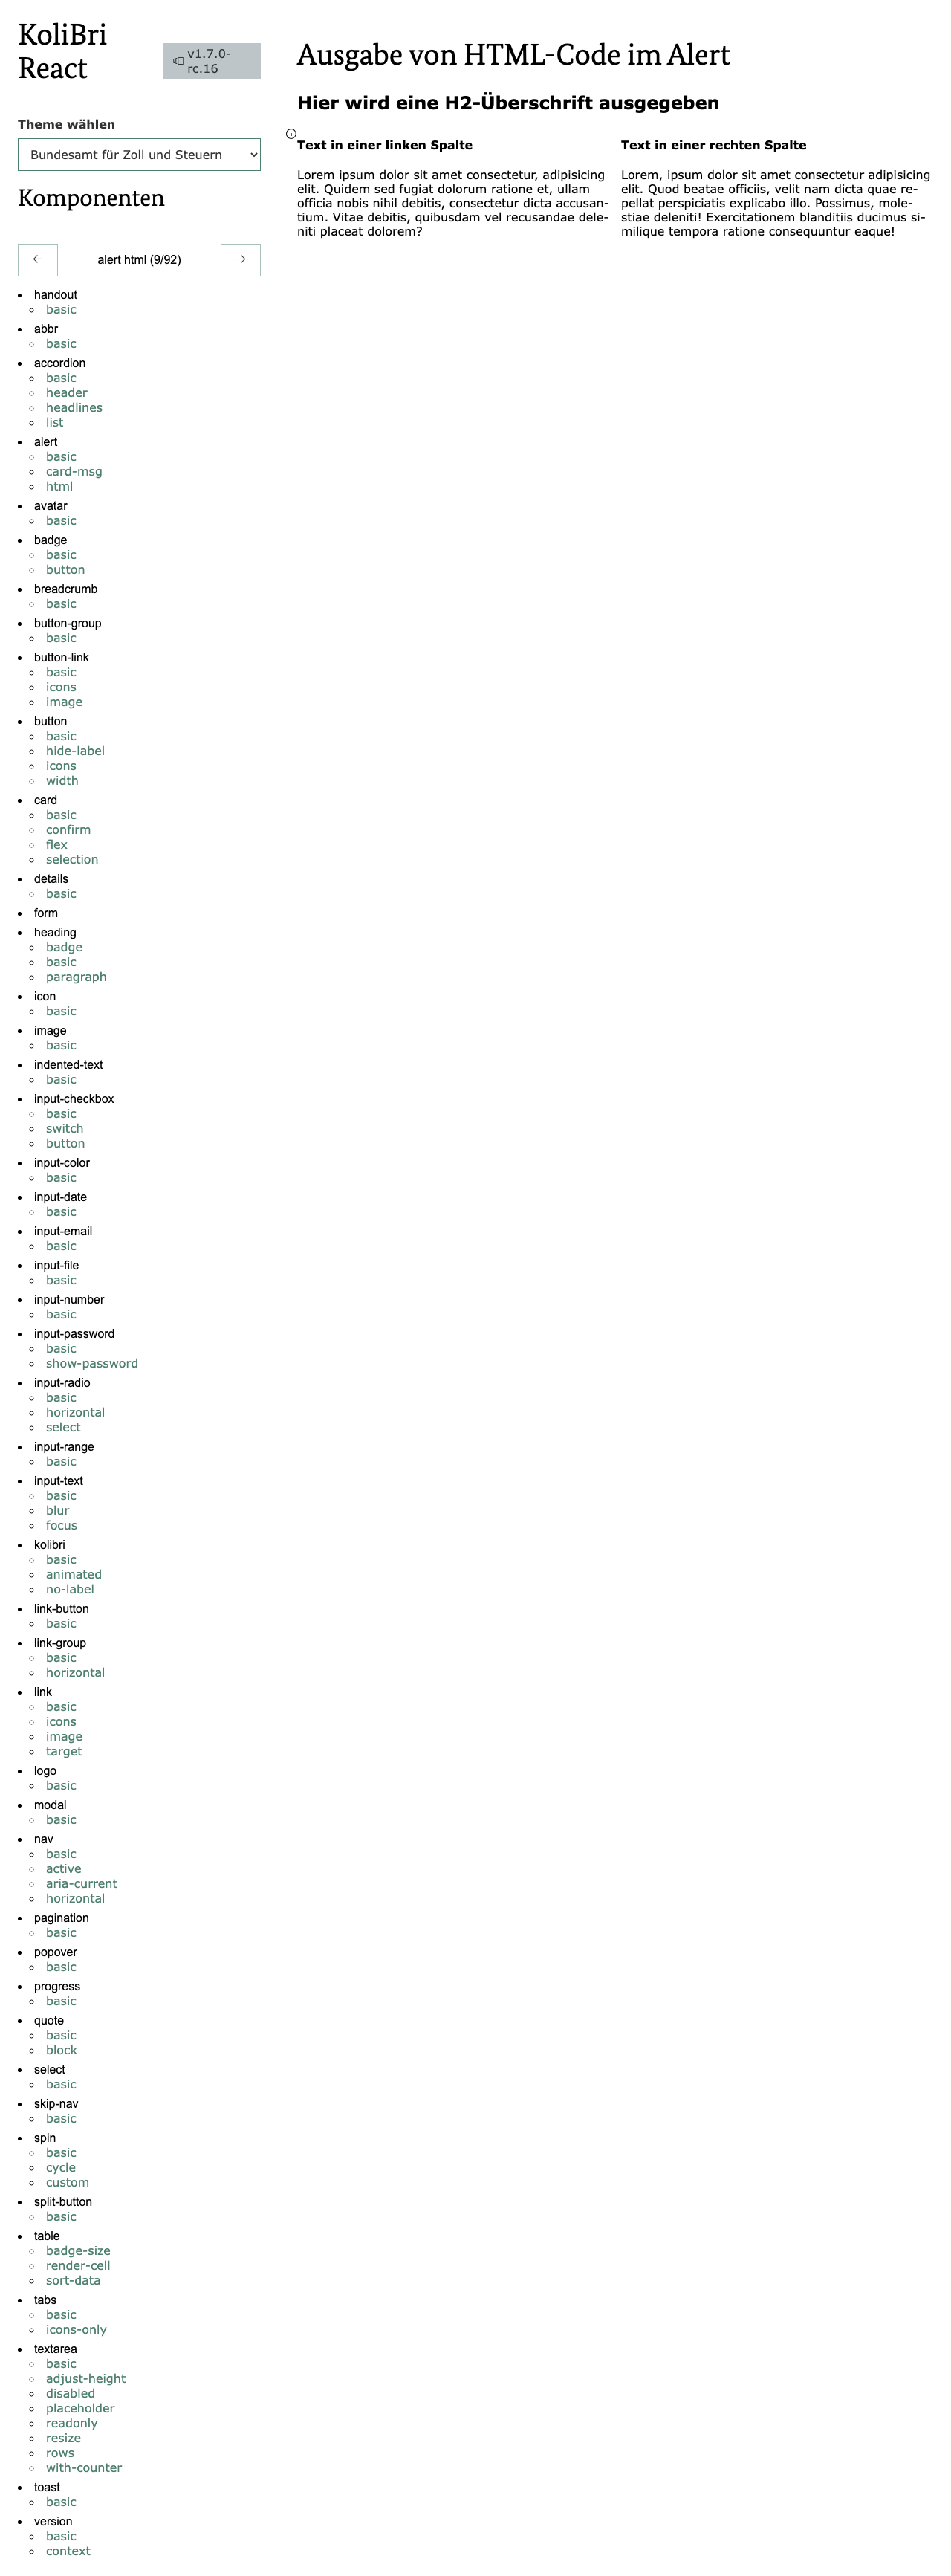 KoliBri
React
v1.7.0-
rc.16
Theme wählen
Bundesamt für Zoll und Steuern
Komponenten
alert html (9/92)
handout
basic
abbr
basic
accordion
basic
header
headlines
list
alert
basic
card-msg
html
avatar
basic
badge
basic
button
breadcrumb
basic
button-group
basic
button-link
basic
icons
image
button
basic
hide-label
icons
width
card
basic
confirm
flex
selection
details
basic
form
heading
badge
basic
paragraph
icon
basic
image
basic
indented-text
basic
input-checkbox
basic
switch
button
input-color
basic
input-date
basic
input-email
basic
input-file
basic
input-number
basic
input-password
basic
show-password
input-radio
basic
horizontal
select
input-range
basic
input-text
basic
blur
focus
kolibri
basic
animated
no-label
link-button
basic
link-group
basic
horizontal
link
basic
icons
image
target
logo
basic
modal
basic
nav
basic
active
aria-current
horizontal
pagination
basic
popover
basic
progress
basic
quote
basic
block
select
basic
skip-nav
basic
spin
basic
cycle
custom
split-button
basic
table
badge-size
render-cell
sort-data
tabs
basic
icons-only
textarea
basic
adjust-height
disabled
placeholder
readonly
resize
rows
with-counter
toast
basic
version
basic
context
Ausgabe von HTML-Code im Alert
Hier wird eine H2-Überschrift ausgegeben
Text in einer linken Spalte
Lorem ipsum dolor sit amet consectetur, adipisicing
elit. Quidem sed fugiat dolorum ratione et, ullam
officia nobis nihil debitis, consectetur dicta accusan-
tium. Vitae debitis, quibusdam vel recusandae dele-
niti placeat dolorem?
Text in einer rechten Spalte
Lorem, ipsum dolor sit amet consectetur adipisicing
elit. Quod beatae officiis, velit nam dicta quae re-
pellat perspiciatis explicabo illo. Possimus, mole-
stiae deleniti! Exercitationem blanditiis ducimus si-
milique tempora ratione consequuntur eaque!